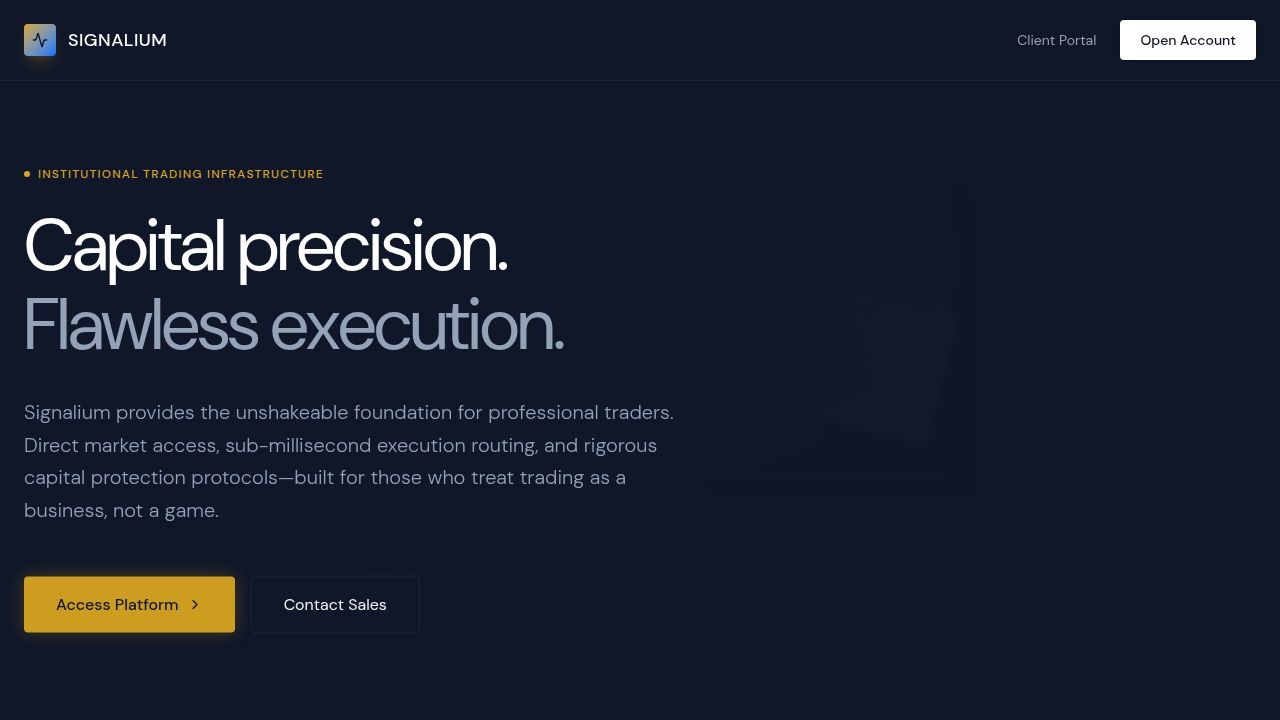 SIGNALIUM
Client Portal
Open Account
INSTITUTIONAL TRADING INFRASTRUCTURE
Capital precision.
Flawless execution.
Signalium provides the unshakeable foundation for professional traders.
Direct market access, sub-millisecond execution routing, and rigorous
capital protection protocols—built for those who treat trading as a
business, not a game.
Access Platform
Contact Sales